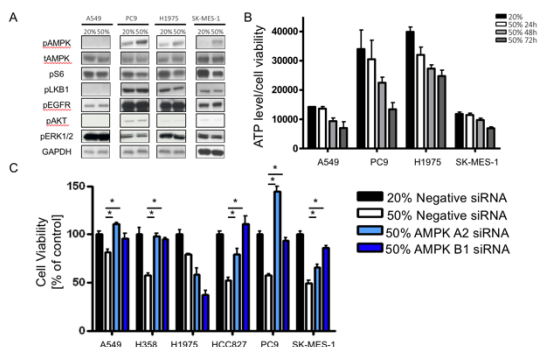 A
A549 PC9 H1975 SK-MES-1
20% 50% 20% 50% 20% 50% 20% 50%
pAMPK
tAMPK
pS6
pLKB1
pEGFR
pAKT
pERK1/2
GAPDH
B
ATP level/cell viability
40000
30000
20000
10000
0
A549 PC9 H1975 SK-MES-1
20%
50% 24h
50% 48h
50% 72h
C
Cell Viability
[% of control]
150
100
50
0
* * * * * * * * *
A549 H358 H1975 HCC827 PC9 SK-MES-1
20% Negative siRNA
50% Negative siRNA
50% AMPK A2 siRNA
50% AMPK B1 siRNA